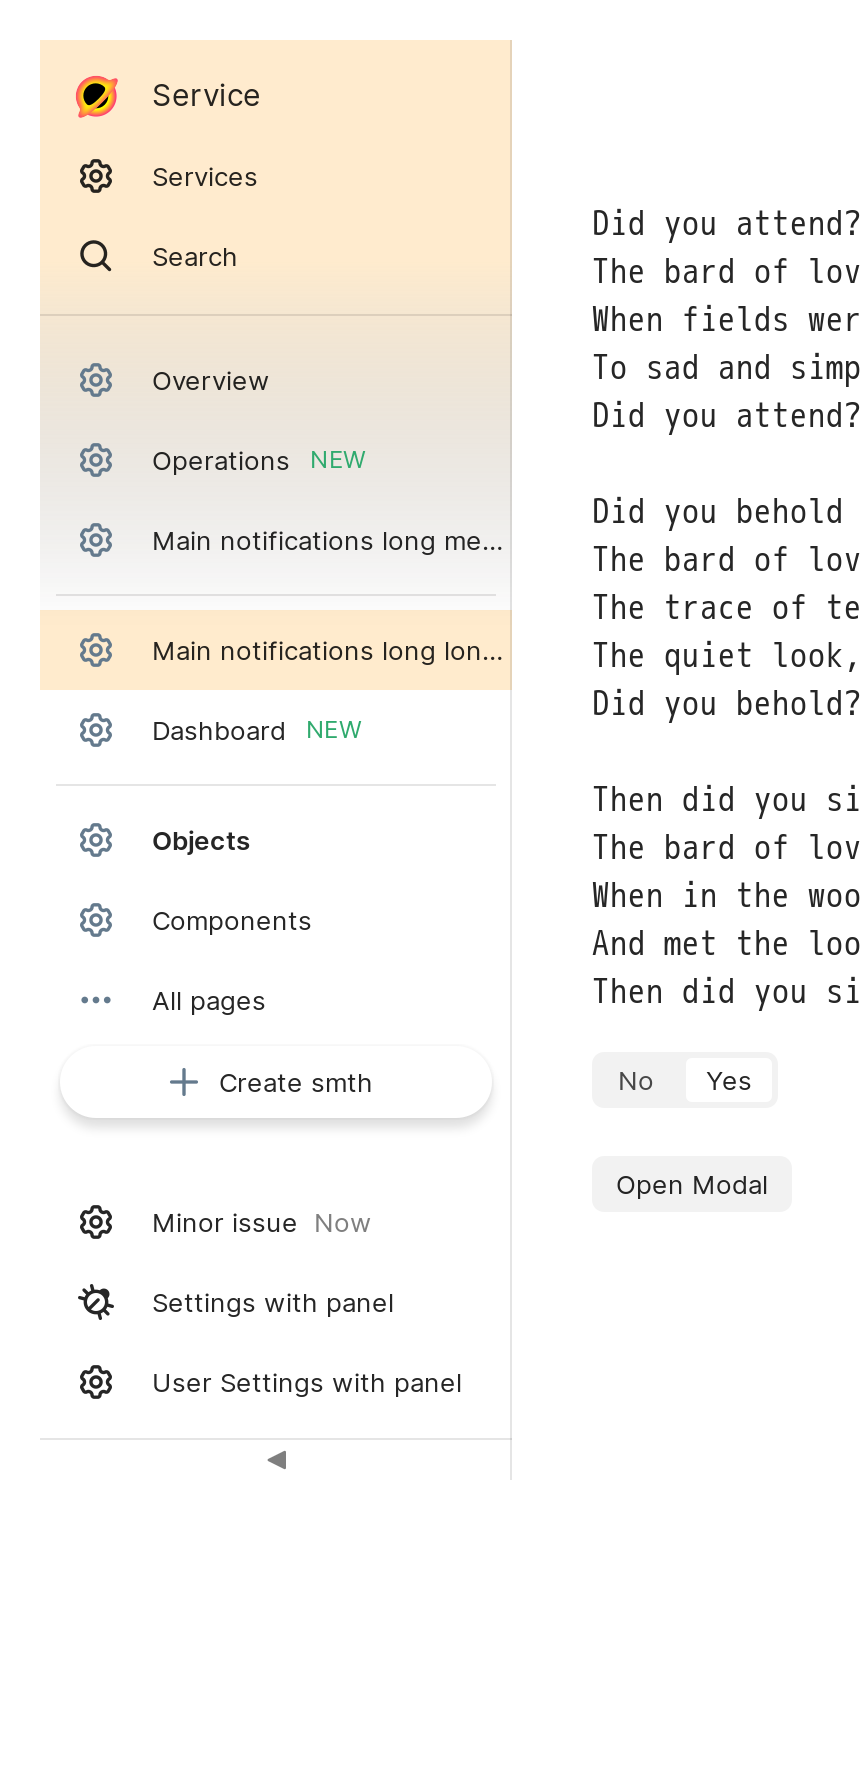 Service
Services
Search
Overview
Operations NEW
Main notifications long me...
Main notifications long lon...
Dashboard NEW
Objects
Components
All pages
Create smth
Minor issue Now
Settings with panel
User Settings with panel
Did you attend?
The bard of lov
When fields wer
To sad and simp
Did you attend?
Did you behold
The bard of lov
The trace of te
The quiet look,
Did you behold?
Then did you si
The bard of lov
When in the woo
And met the loo
Then did you si
No Yes
Open Modal